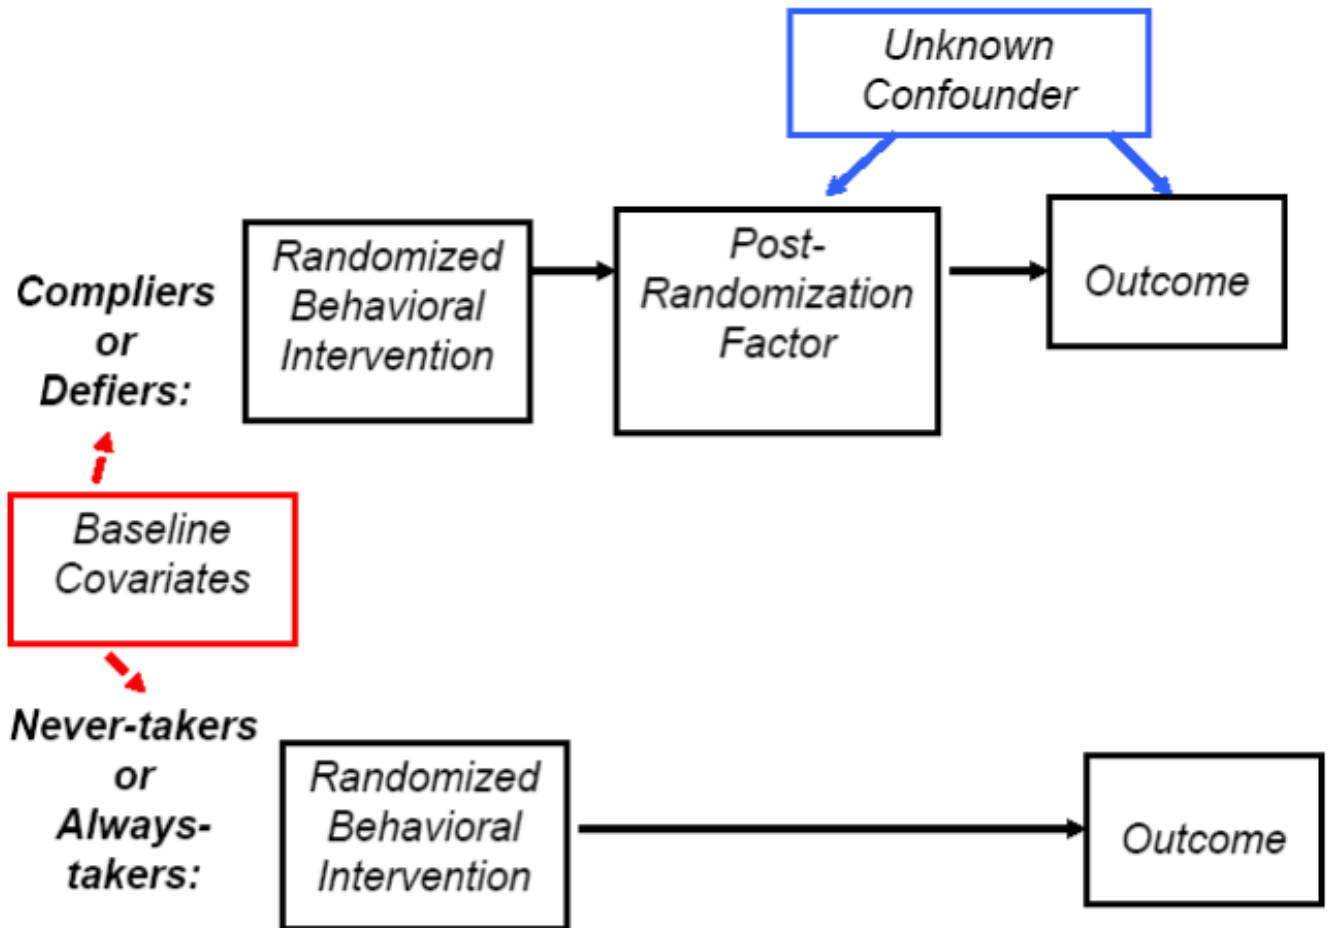 Unknown
Confounder
Compliers
or
Defiers:
Randomized
Behavioral
Intervention
Post-
Randomization
Factor
Outcome
Baseline
Covariates
Never-takers
or
Always-
takers:
Randomized
Behavioral
Intervention
Outcome